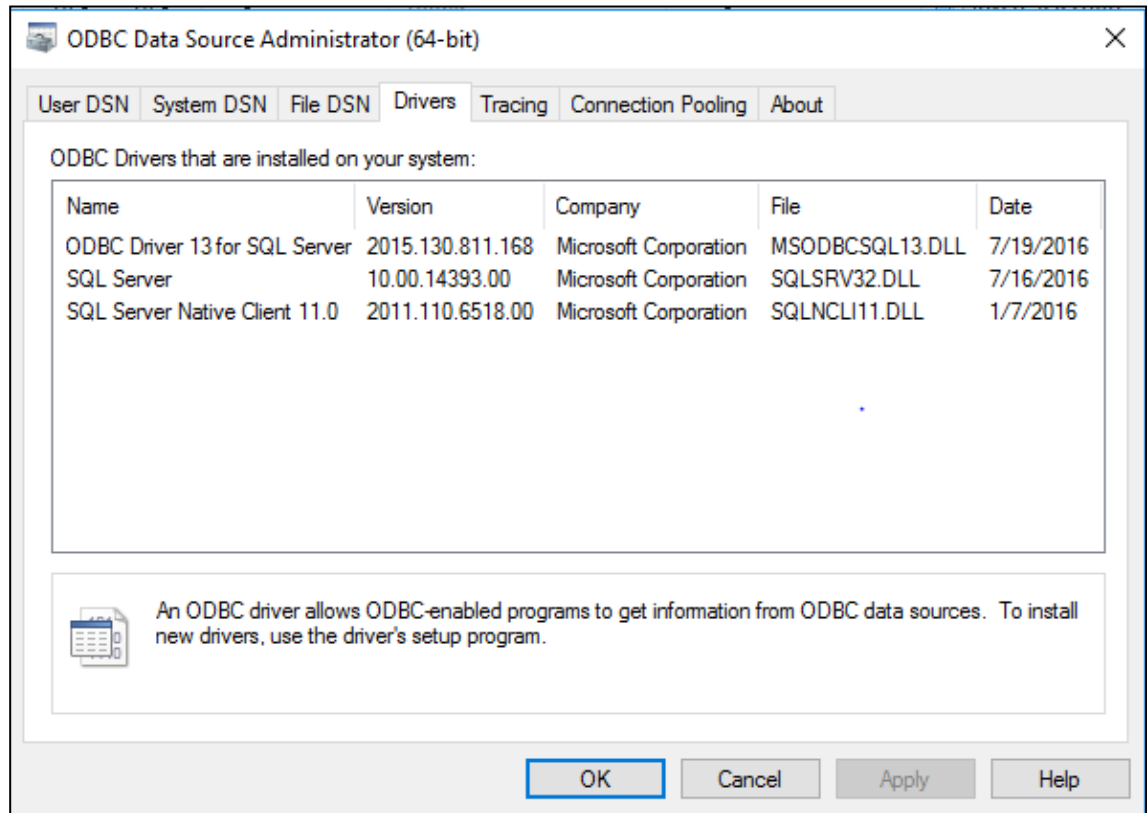 ODBC Data Source Administrator (64-bit)
User DSN System DSN File DSN Drivers Tracing Connection Pooling About
ODBC Drivers that are installed on your system:
Name Version Company File Date
ODBC Driver 13 for SQL Server 2015.130.811.168 Microsoft Corporation MSODBCSQL13.DLL 7/19/2016
SQL Server 10.00.14393.00 Microsoft Corporation SQLSRV32.DLL 7/16/2016
SQL Server Native Client 11.0 2011.110.6518.00 Microsoft Corporation SQLNCLI11.DLL 1/7/2016
An ODBC driver allows ODBC-enabled programs to get information from ODBC data sources. To install
new drivers, use the driver's setup program.
OK Cancel Apply Help